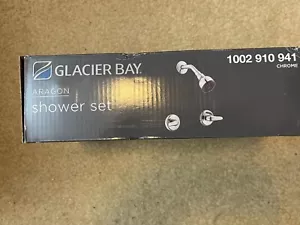 GLACIER BAY.
1002 910 941
CHROME
ARAGON
shower set